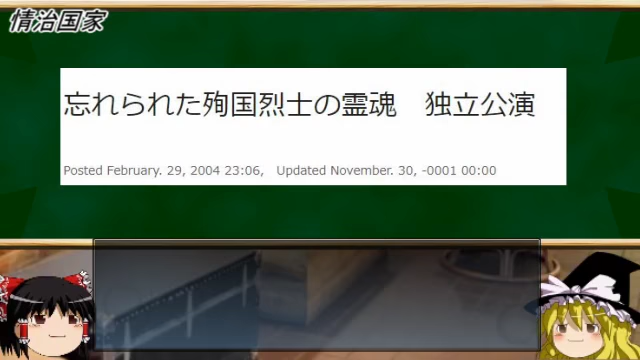 情治国家
忘れられた殉国烈士の霊魂　独立公演
Posted February. 29, 2004 23:06,   Updated November. 30, -0001 00:00